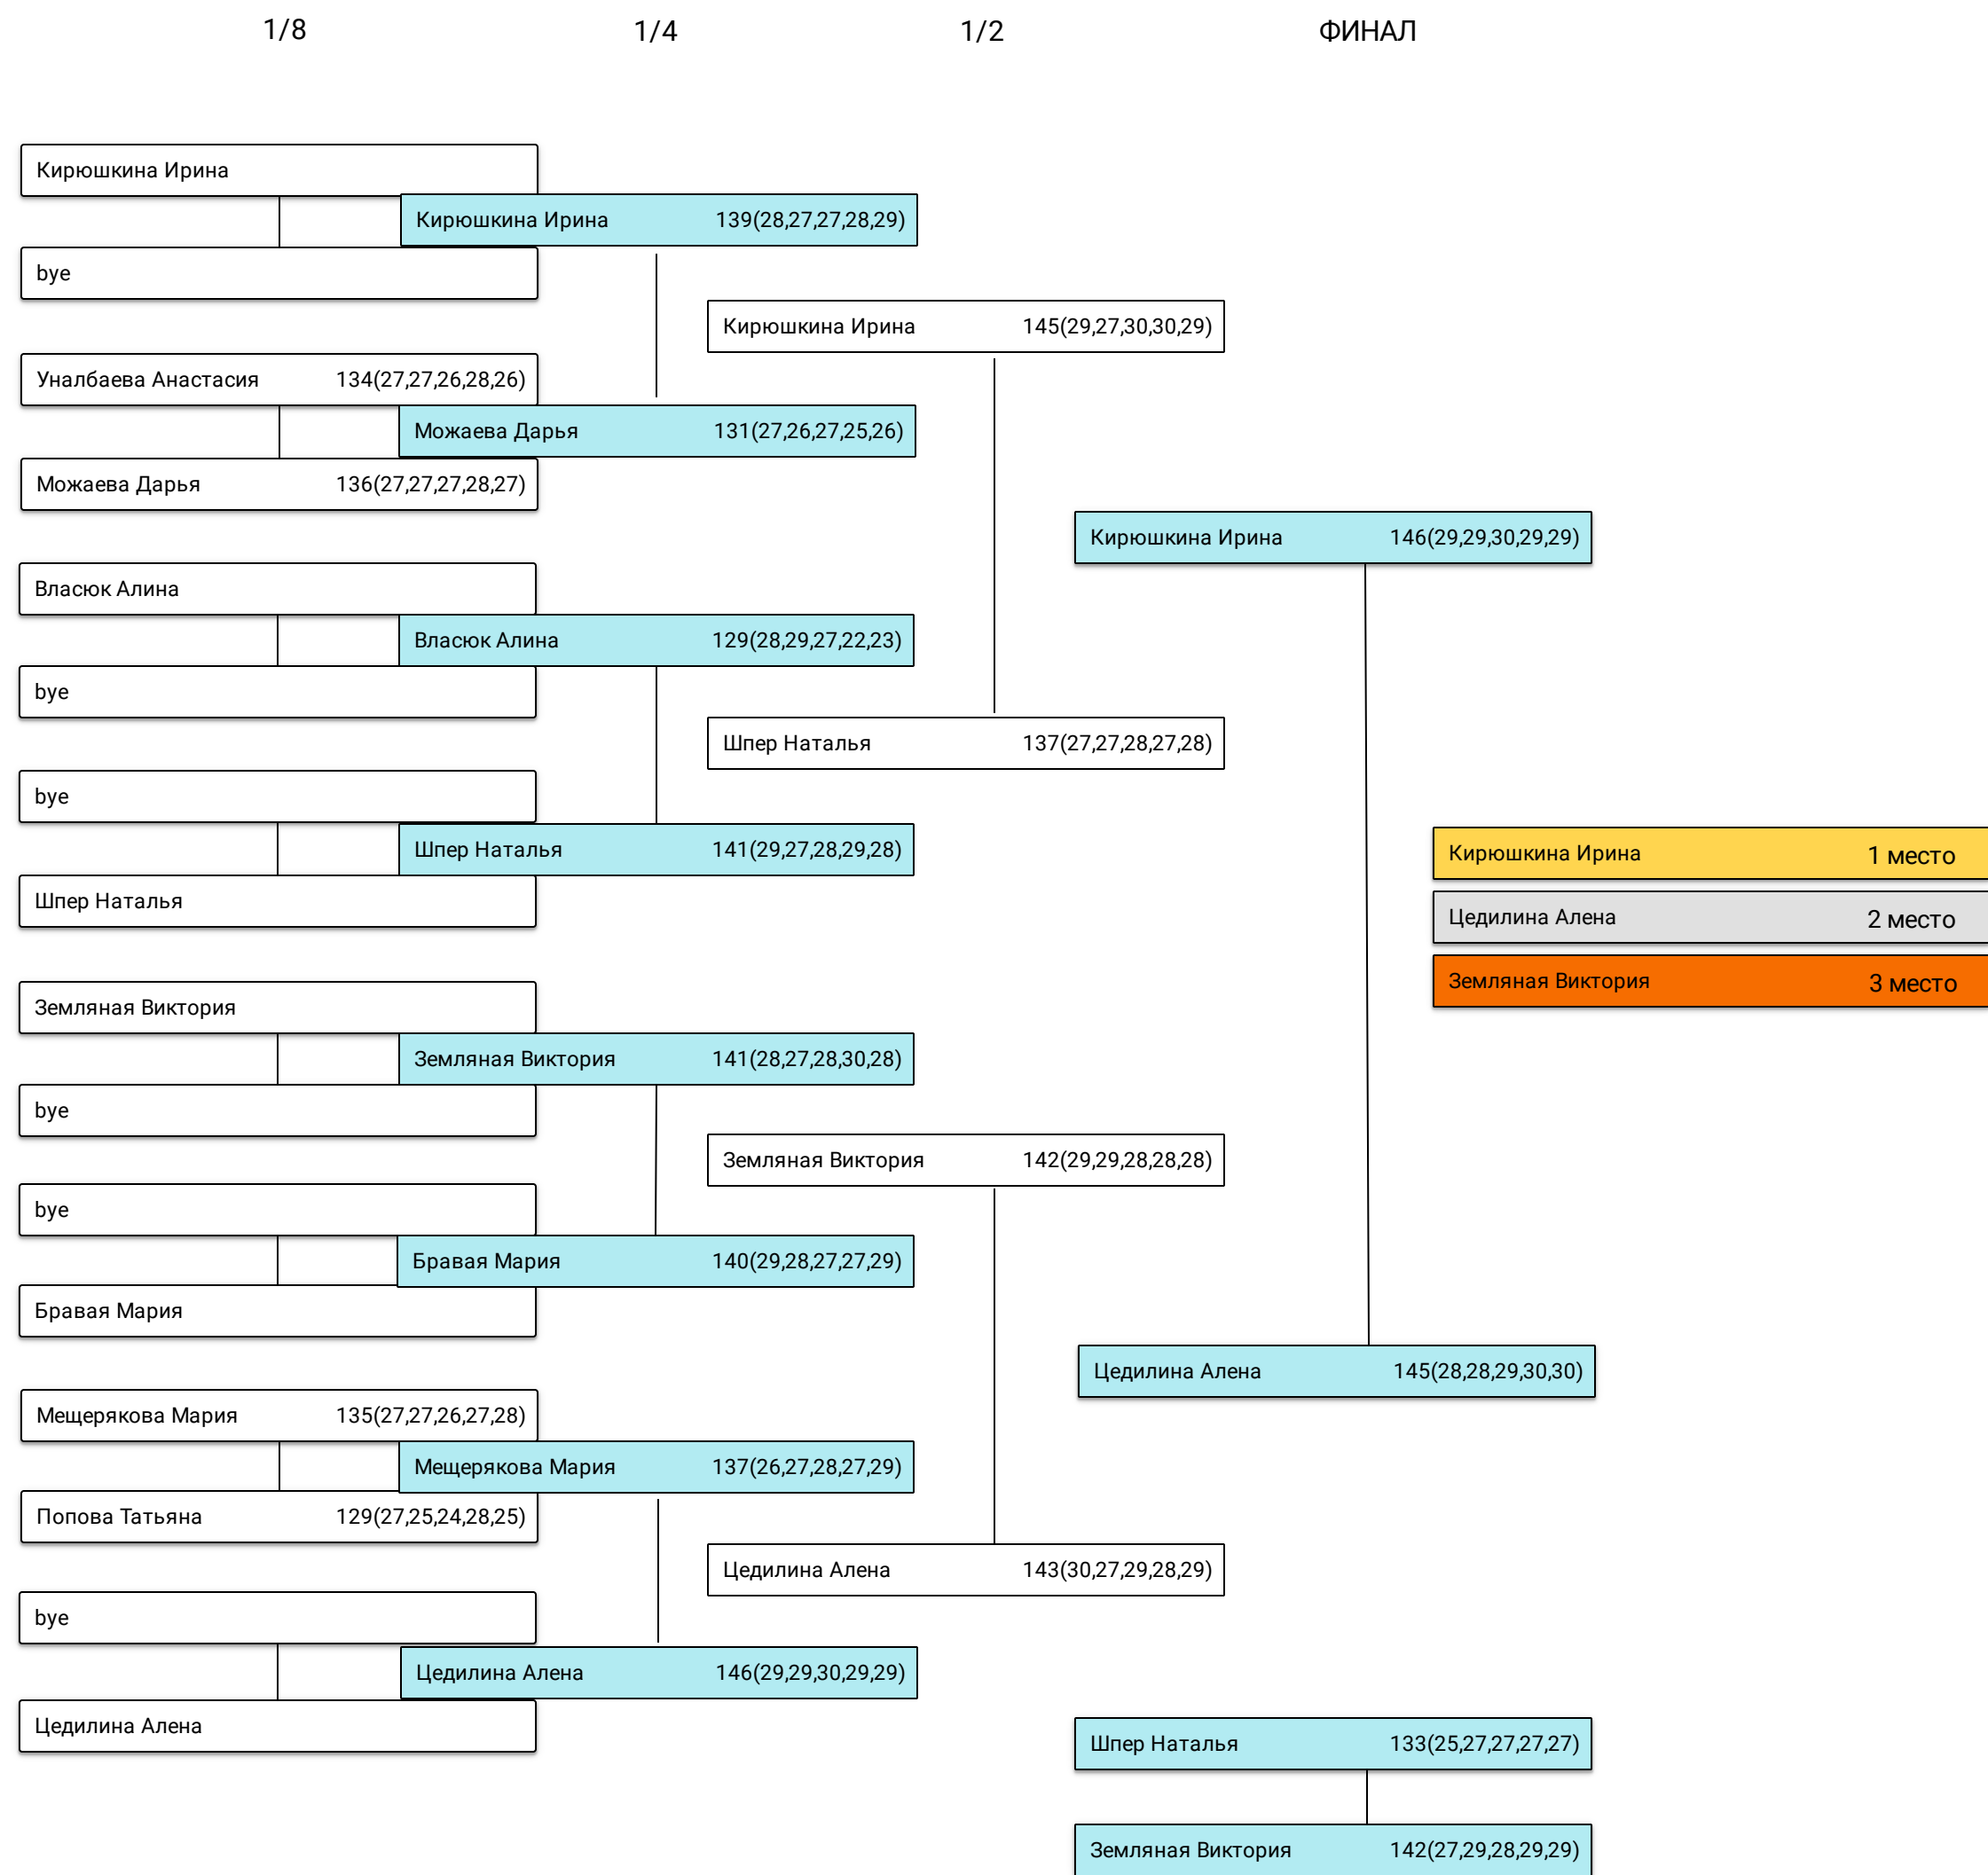 1/8 1/4 1/2 ФИНАЛ
Кирюшкина Ирина
Кирюшкина Ирина 139(28,27,27,28,29)
bye
Кирюшкина Ирина 145(29,27,30,30,29)
Уналбаева Анастасия 134(27,27,26,28,26)
Можаева Дарья 131(27,26,27,25,26)
Можаева Дарья 136(27,27,27,28,27)
Кирюшкина Ирина 146(29,29,30,29,29)
Власюк Алина
Власюк Алина 129(28,29,27,22,23)
bye
Шпер Наталья 137(27,27,28,27,28)
bye
Шпер Наталья 141(29,27,28,29,28)
Кирюшкина Ирина 1 место
Шпер Наталья
Цедилина Алена 2 место
Земляная Виктория 3 место
Земляная Виктория
Земляная Виктория 141(28,27,28,30,28)
bye
Земляная Виктория 142(29,29,28,28,28)
bye
Бравая Мария 140(29,28,27,27,29)
Бравая Мария
Цедилина Алена 145(28,28,29,30,30)
Мещерякова Мария 135(27,27,26,27,28)
Мещерякова Мария 137(26,27,28,27,29)
Попова Татьяна 129(27,25,24,28,25)
Цедилина Алена 143(30,27,29,28,29)
bye
Цедилина Алена 146(29,29,30,29,29)
Цедилина Алена
Шпер Наталья 133(25,27,27,27,27)
Земляная Виктория 142(27,29,28,29,29)